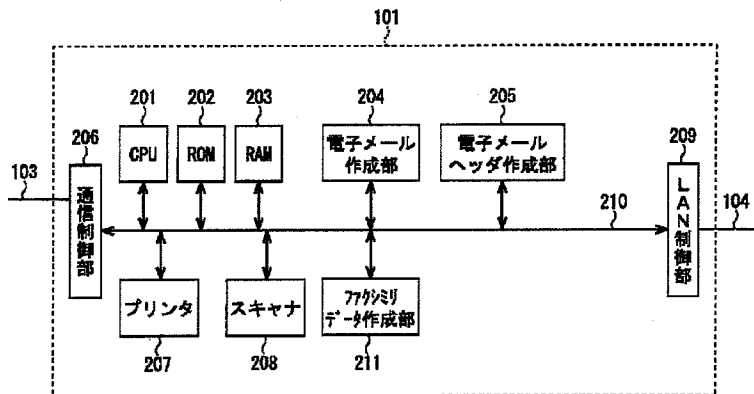 101
201
202
203
204
205
206
209
103
CPU
ROM
RAM
電子メール
作成部
電子メール
ヘッダ作成部
通信制御部
LAN制御部
210
104
プリンタ
スキャナ
ファクシミリ
データ作成部
207
208
211